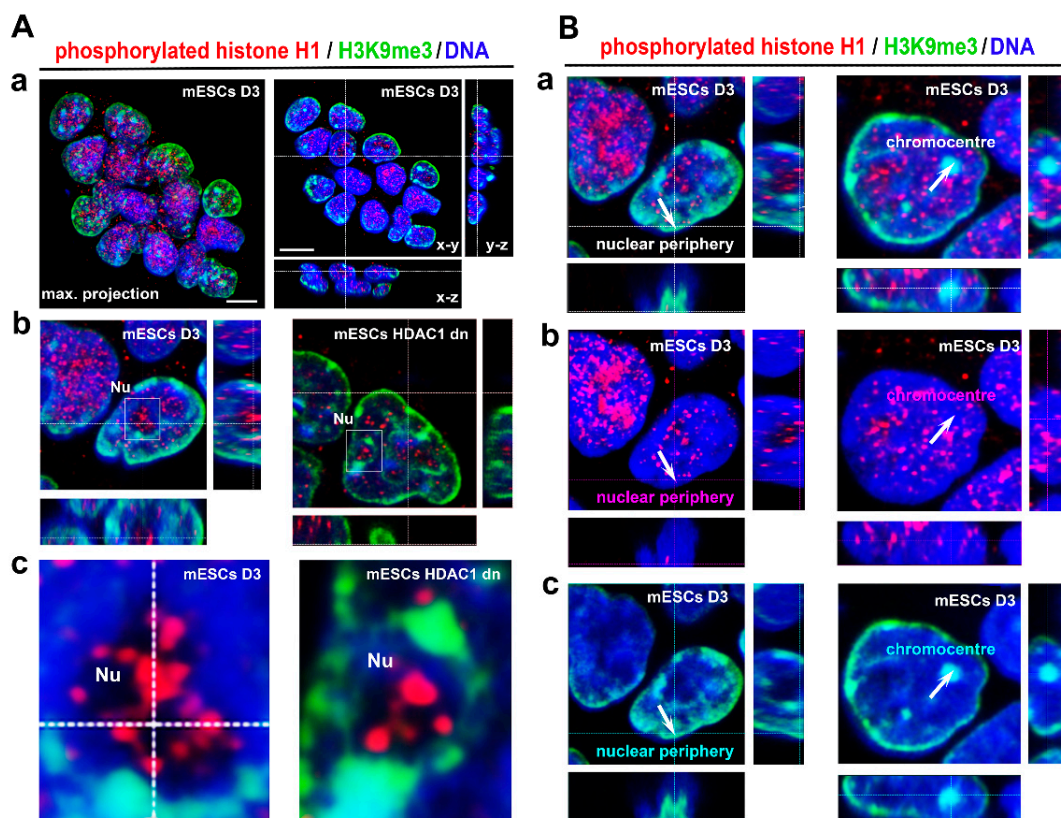 A
phosphorylated histone H1 / H3K9me3 / DNA
a
mESCs D3
max. projection
mESCs D3
x-y
y-z
x-z
b
mESCs D3
Nu
mESCs HDAC1 dn
Nu
c
mESCs D3
Nu
mESCs HDAC1 dn
Nu
B
phosphorylated histone H1 / H3K9me3 / DNA
a
mESCs D3
nuclear periphery
mESCs D3
chromocentre
b
mESCs D3
nuclear periphery
mESCs D3
chromocentre
c
mESCs D3
nuclear periphery
mESCs D3
chromocentre